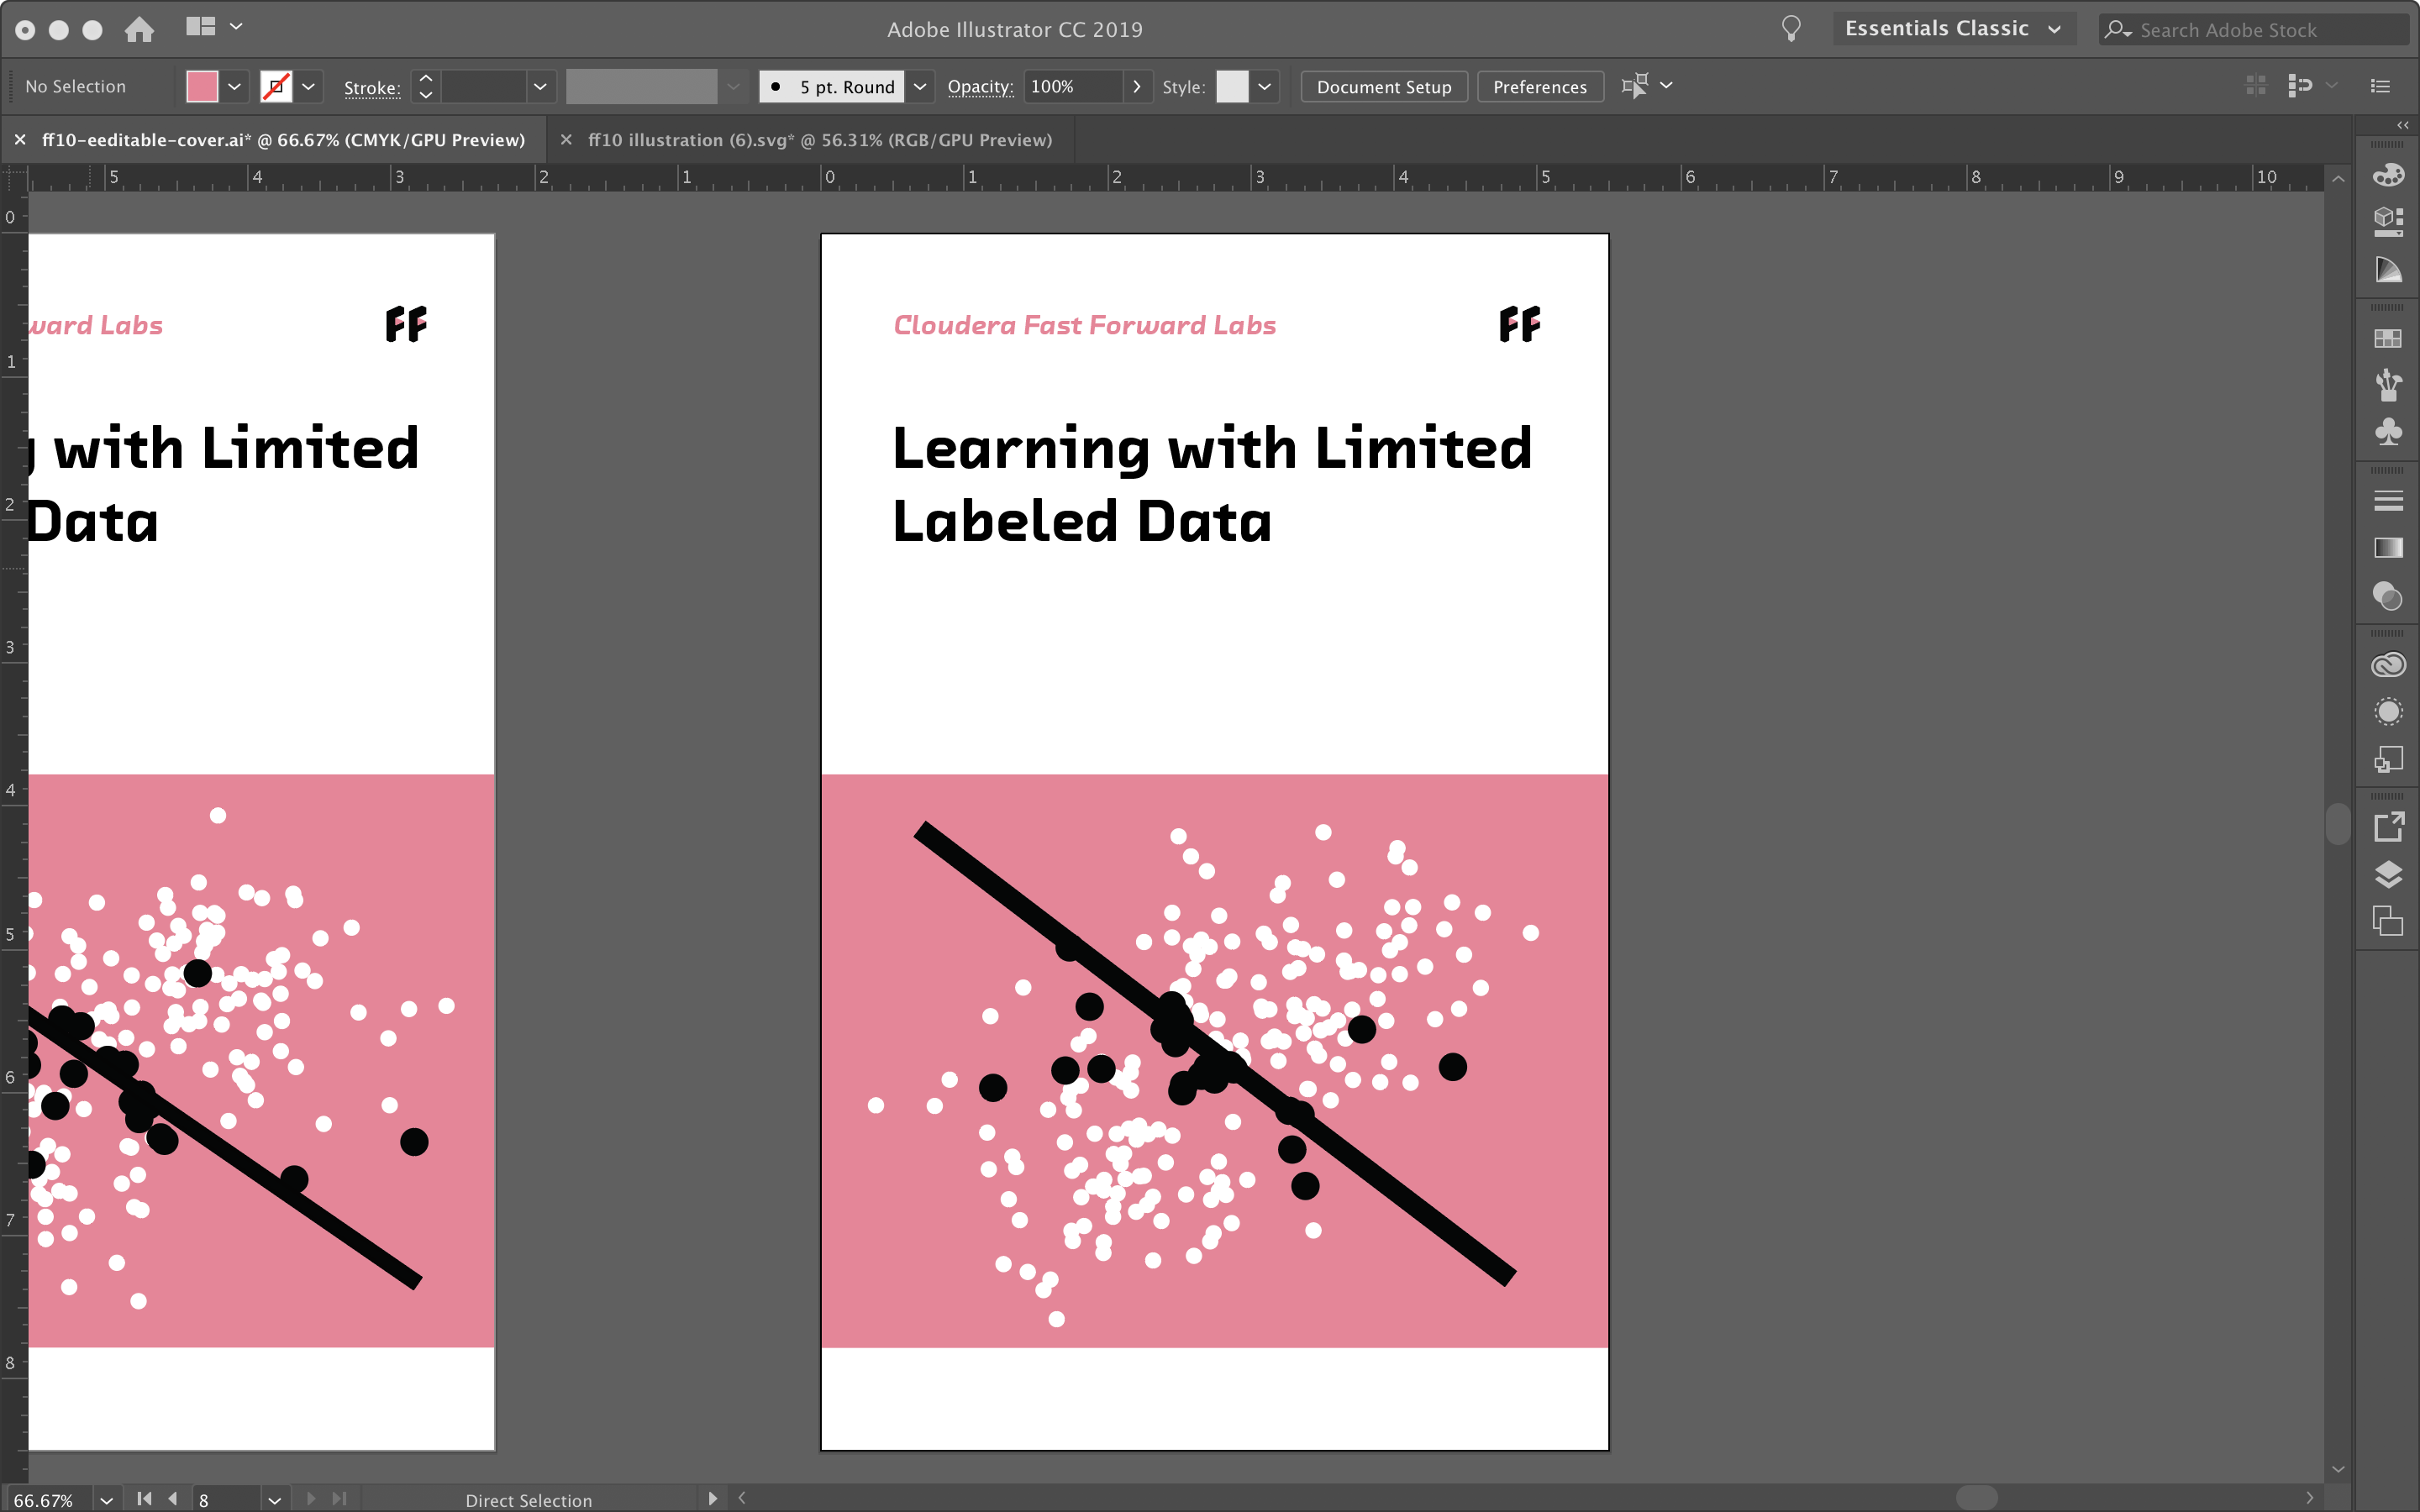 Adobe Illustrator CC 2019
Essentials Classic
Search Adobe Stock
No Selection
Stroke:
5 pt. Round
Opacity:
100%
Style:
Document Setup
Preferences
ff10-eeditable-cover.ai* @ 66.67% (CMYK/GPU Preview)
ff10 illustration (6).svg* @ 56.31% (RGB/GPU Preview)
5 4 3 2 1 0 1 2 3 4 5 6 7 8 9 10
0
1
2
3
4
5
6
7
8
ward Labs
FF
with Limited
Data
Cloudera Fast Forward Labs
FF
Learning with Limited
Labeled Data
66.67%
8
Direct Selection